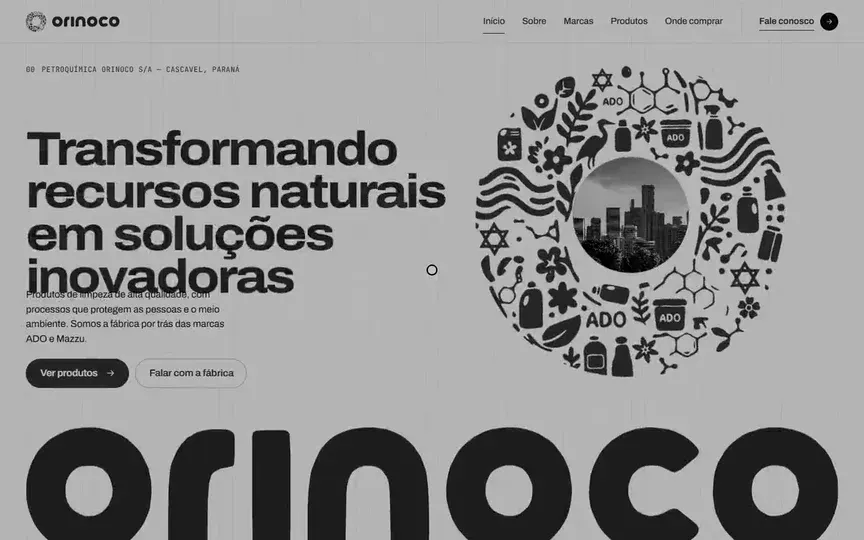 orinoco
Início Sobre Marcas Produtos Onde comprar Fale conosco
00 PETROQUÍMICA ORINOCO S/A — CASCAVEL, PARANÁ
Transformando
recursos naturais
em soluções
inovadoras
Produtos de limpeza de alta qualidade, com
processos que protegem as pessoas e o meio
ambiente. Somos a fábrica por trás das marcas
ADO e Mazzu.
Ver produtos
Falar com a fábrica
ADO
ADO
ADO
ADO
orinoco